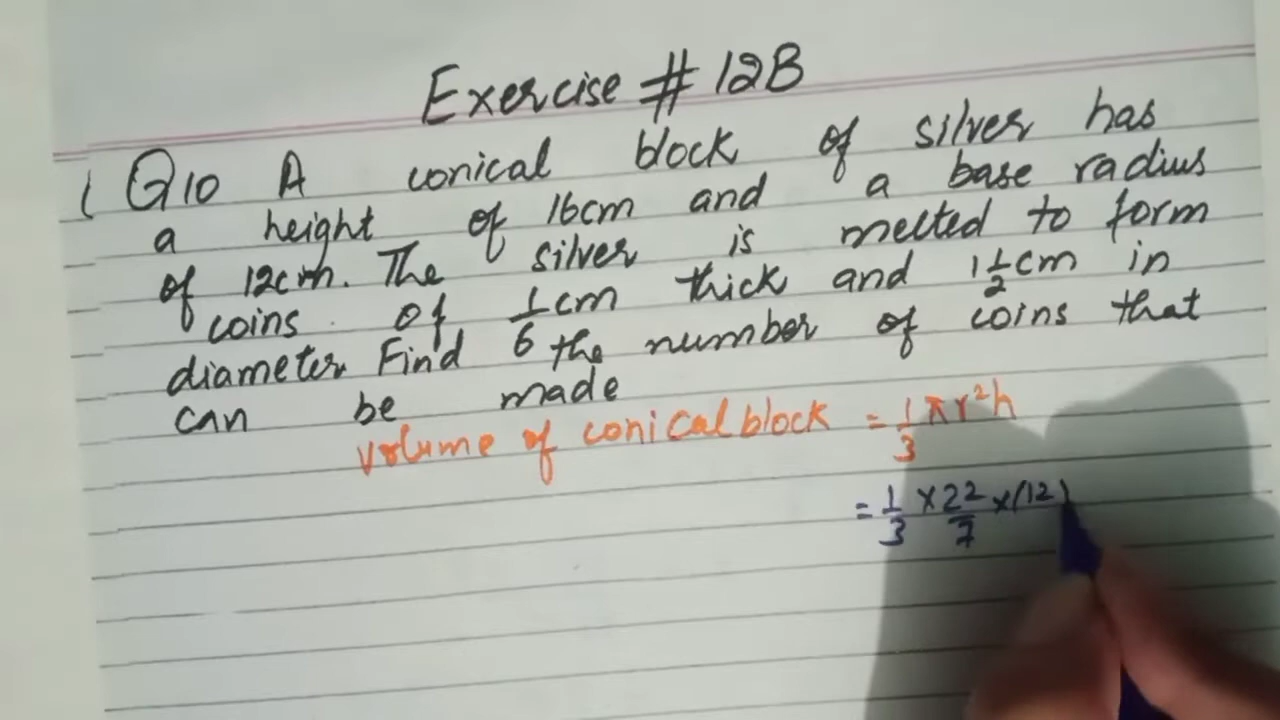 Exercise # 12B
( Q10 A conical block of silver has
a height of 16cm and a base radius
of 12cm. The silver is melted to form
coins of 1/6 cm thick and 1 1/2 cm in
diameter. Find the number of coins that
can be made
volume of conical block = 1/3 πr²h
= 1/3 × 22/7 × (12)